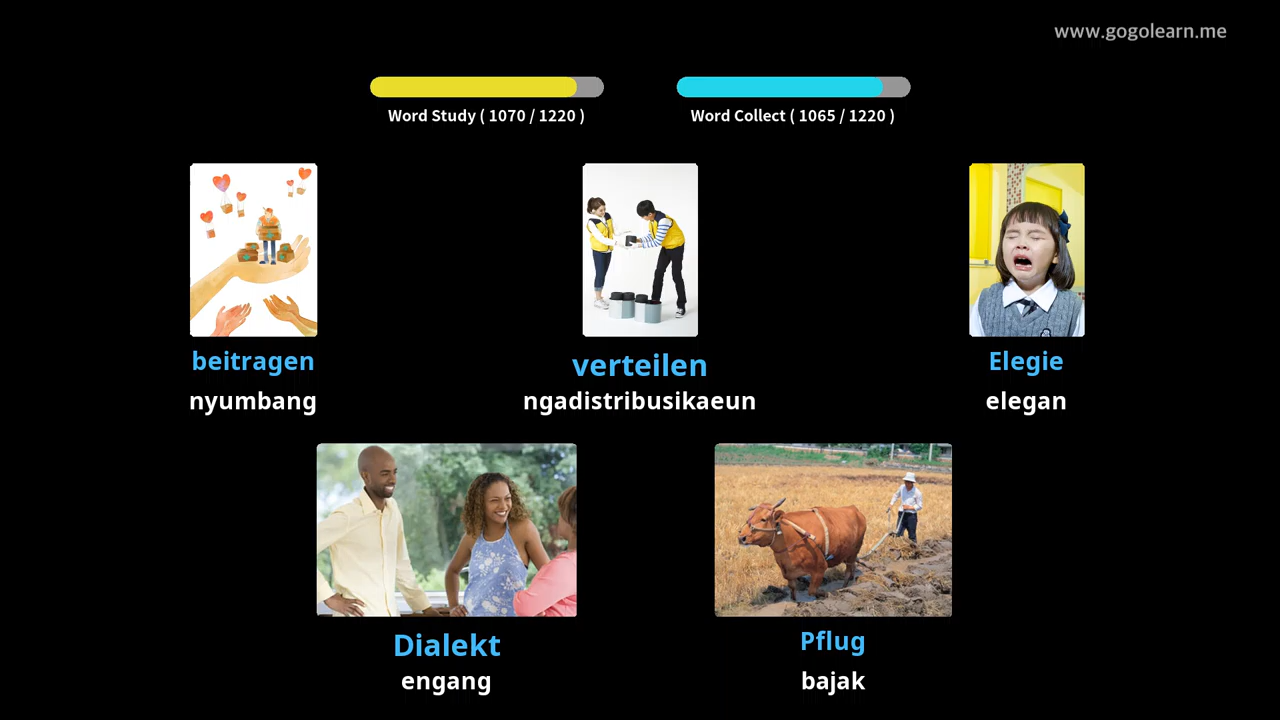 www.gogolearn.me
Word Study ( 1070 / 1220 )
Word Collect ( 1065 / 1220 )
beitragen
nyumbang
verteilen
ngadistribusikaeun
Elegie
elegan
Dialekt
engang
Pflug
bajak